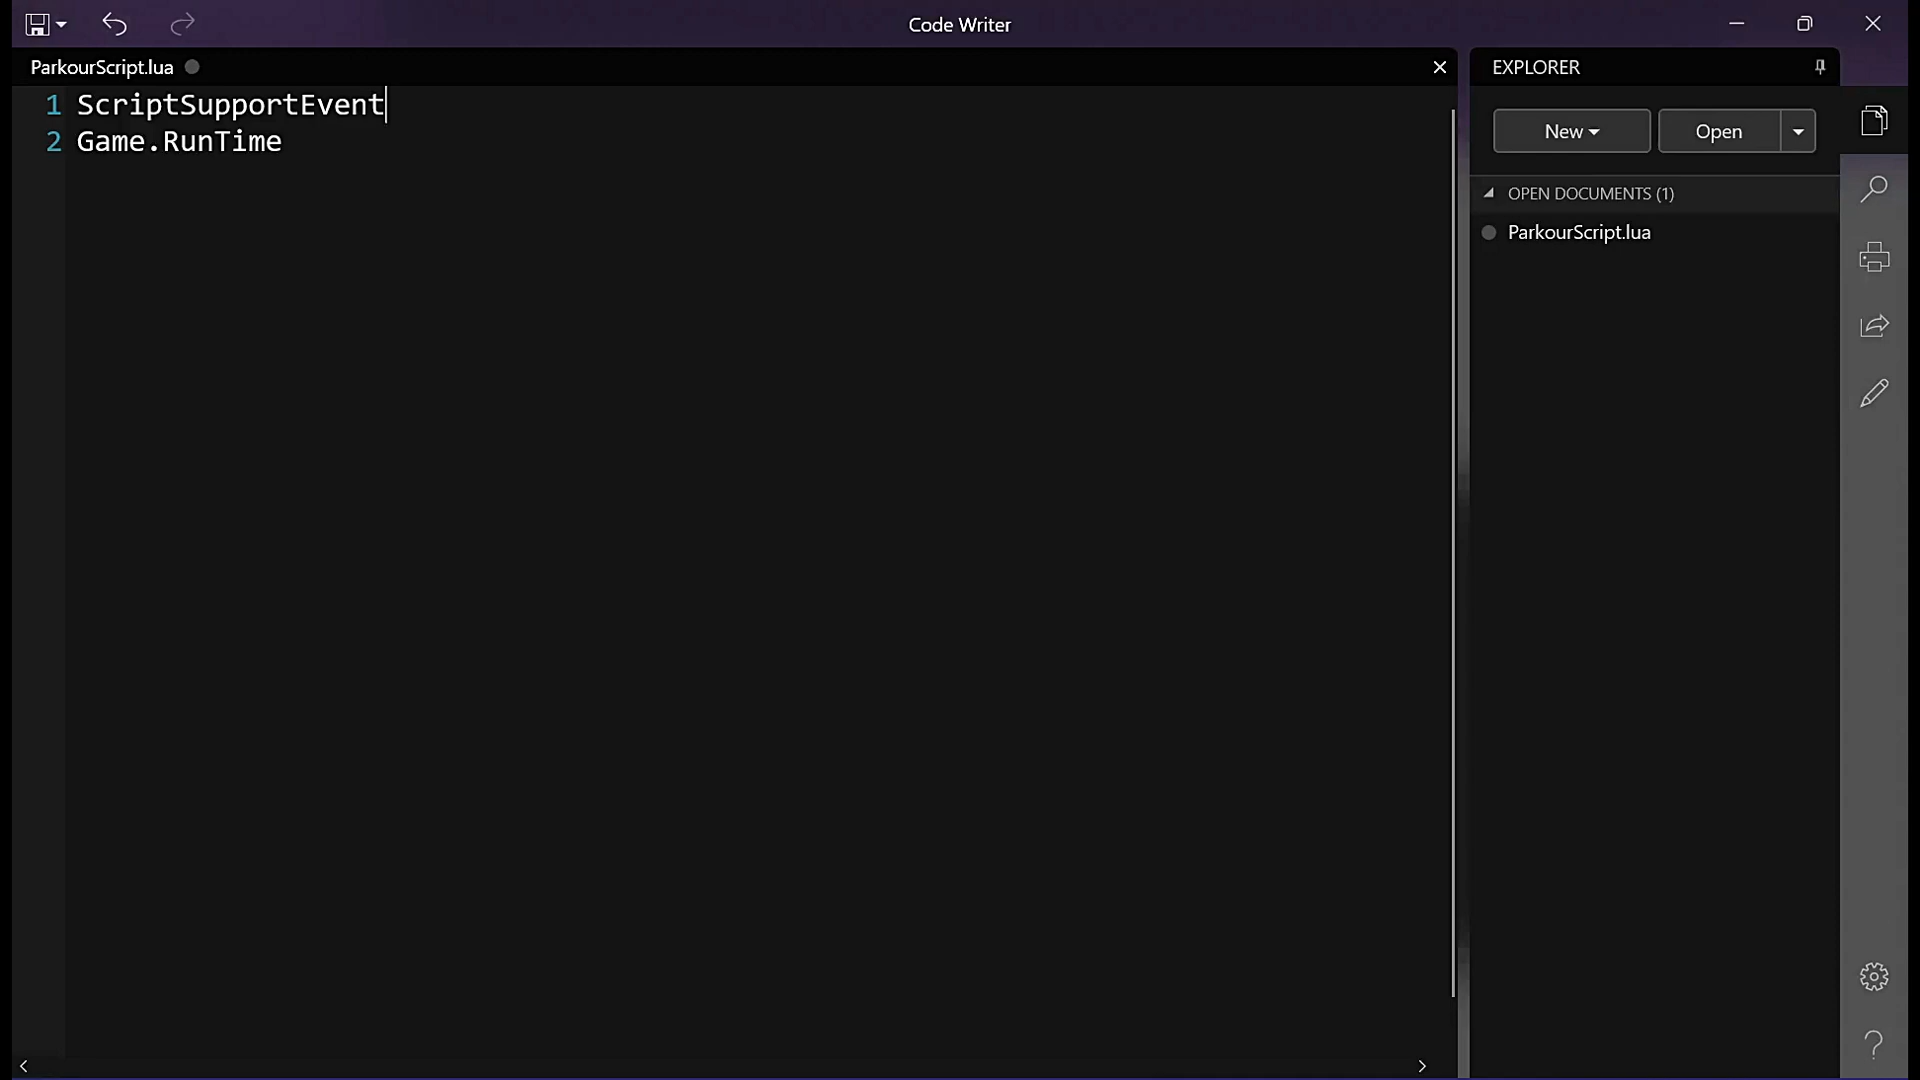 Code Writer
ParkourScript.lua
1 ScriptSupportEvent
2 Game.RunTime
EXPLORER
New
Open
OPEN DOCUMENTS (1)
ParkourScript.lua